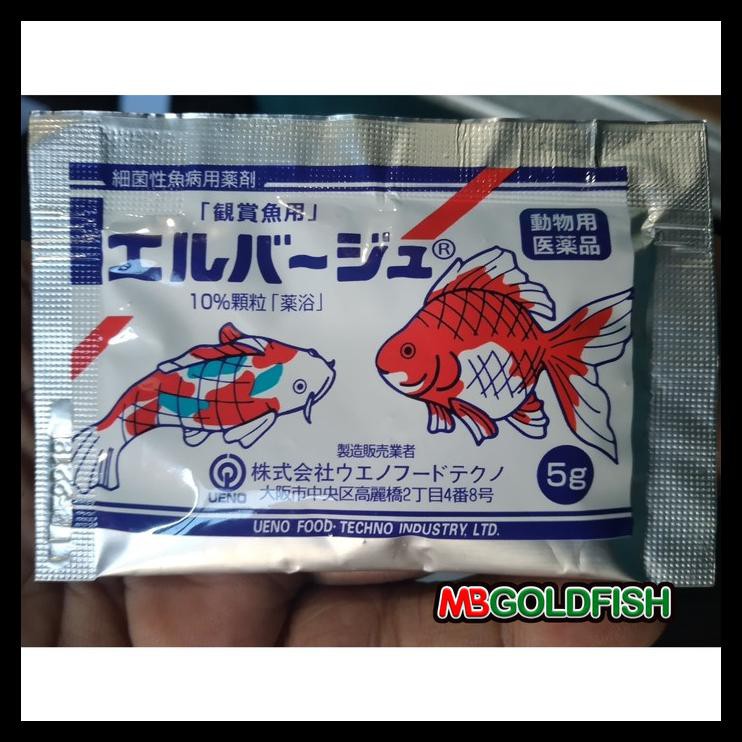 細菌性魚病用薬剤
「観賞魚用」
エルバージュ®
動物用
医薬品
10%顆粒「薬浴」
製造販売業者
UENO
株式会社ウエノフードテクノ
大阪市中央区高麗橋2丁目4番8号
5g
UENO FOOD-TECHNO INDUSTRY, LTD.
MBGOLDFISH